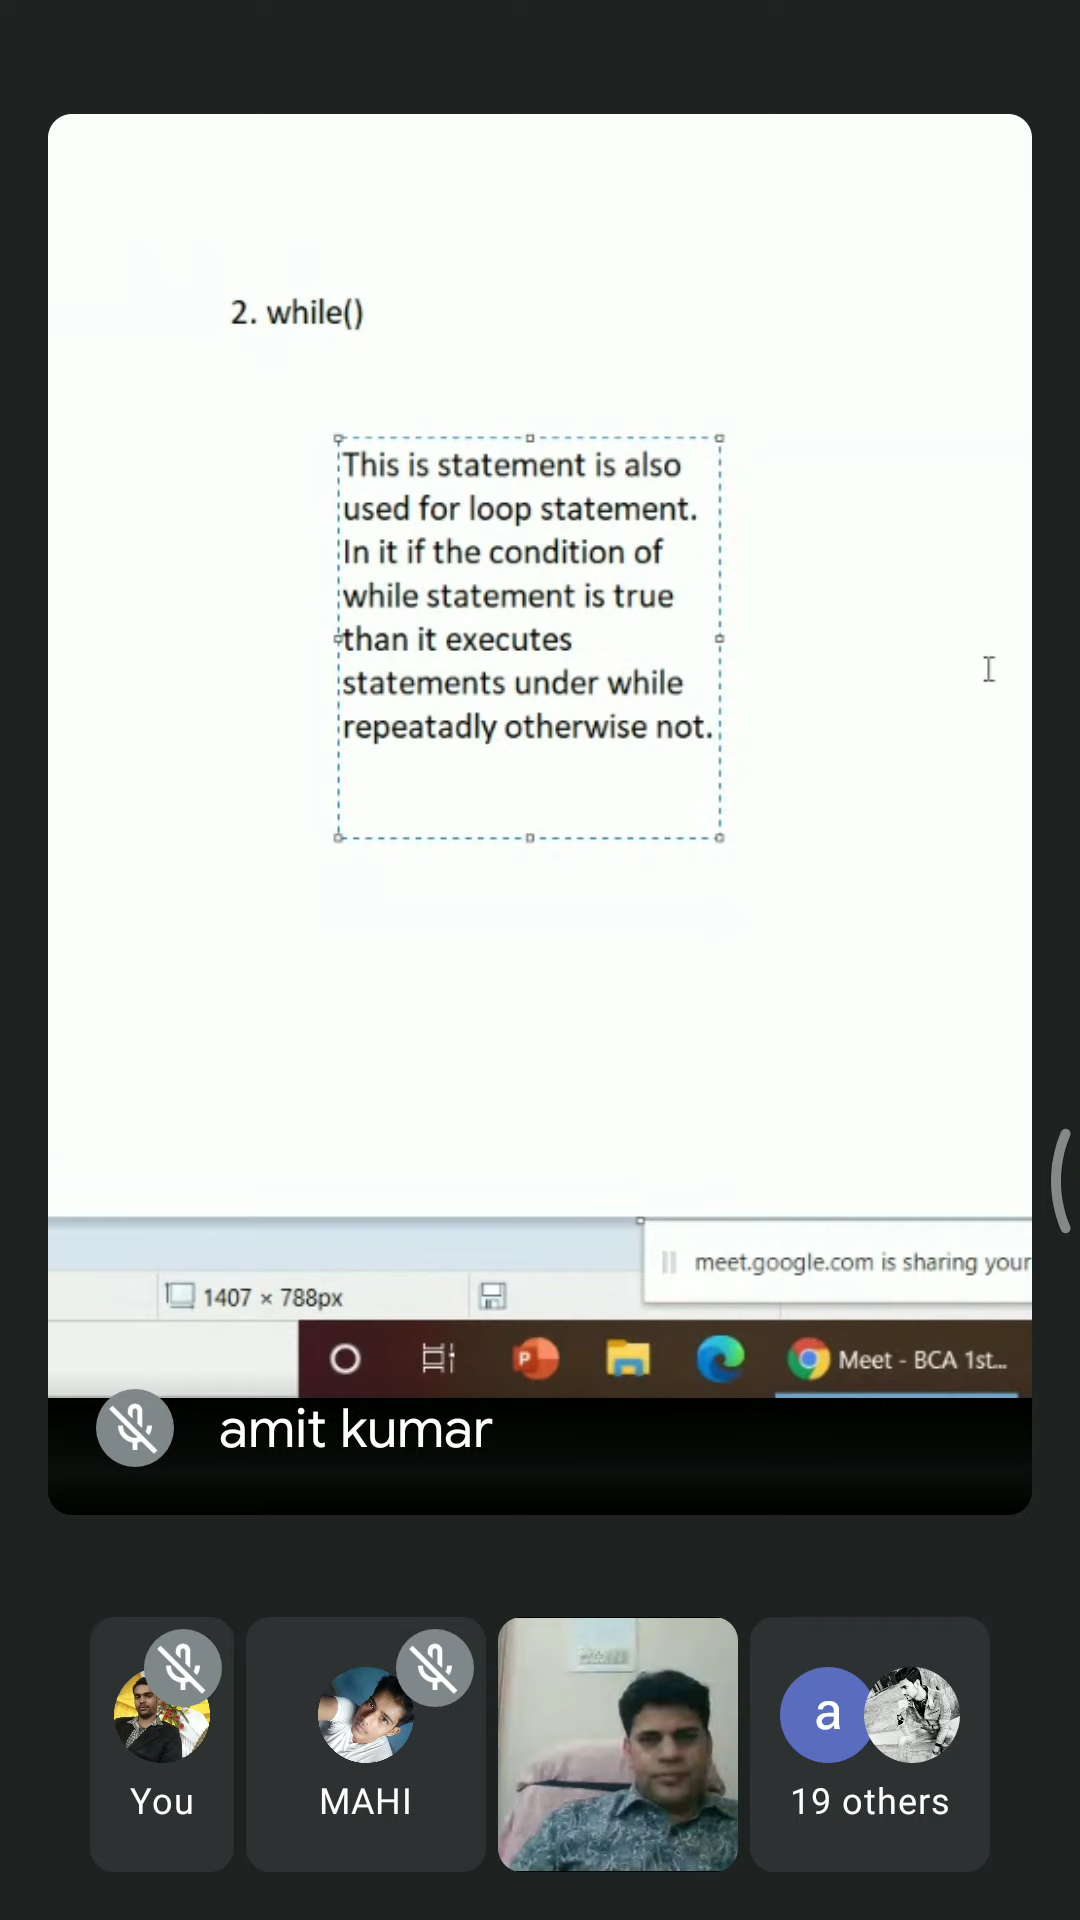 2. while()
This is statement is also
used for loop statement.
In it if the condition of
while statement is true
than it executes
statements under while
repeatadly otherwise not.
meet.google.com is sharing your
1407 × 788px
Meet - BCA 1st...
amit kumar
a
You
MAHI
19 others